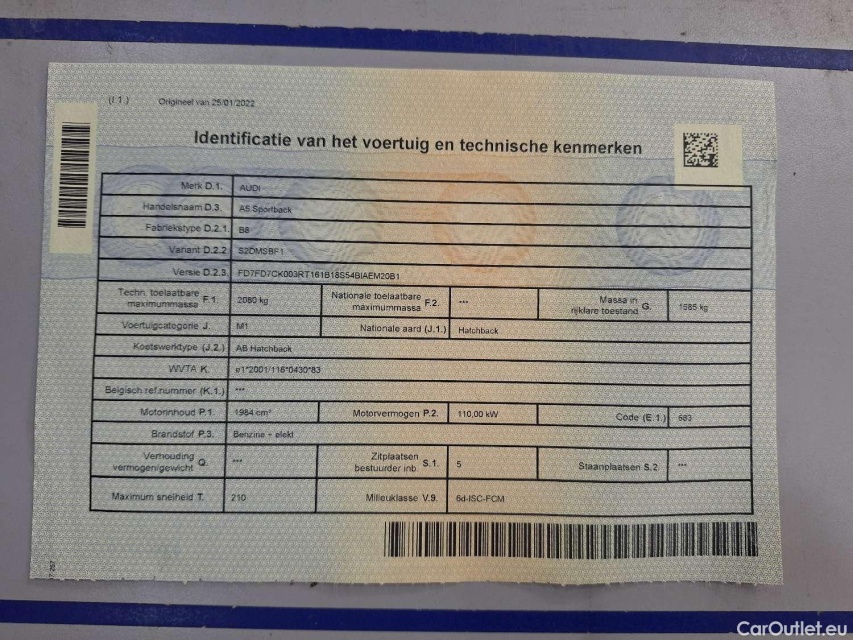 (I.1)
Origineel van 25/01/2022
Identificatie van het voertuig en technische kenmerken
Merk D.1. AUDI
Handelsnaam D.3. A5 Sportback
Fabriekstype D.2.1. B8
Variant D.2.2 S2DMSBF1
Versie D.2.3. FD7FD7CK003RT161B18S54BIAEM20B1
Techn. toelaatbare maximummassa F.1. 2080 kg Nationale toelaatbare maximummassa F.2. *** Massa in rijklare toestand G. 1585 kg
Voertuigcategorie J. M1 Nationale aard (J.1.) Hatchback
Koetswerktype (J.2.) AB Hatchback
WVTA K. e1*2001/116*0430*83
Belgisch ref.nummer (K.1.) ***
Motorinhoud P.1. 1984 cm³ Motorvermogen P.2. 110,00 kW Code (E.1.) 683
Brandstof P.3. Benzine + elekt
Verhouding vermogen/gewicht Q. *** Zitplaatsen bestuurder inb. S.1. 5 Staanplaatsen S.2 ***
Maximum snelheid T. 210 Milieuklasse V.9. 6d-ISC-FCM
CarOutlet.eu